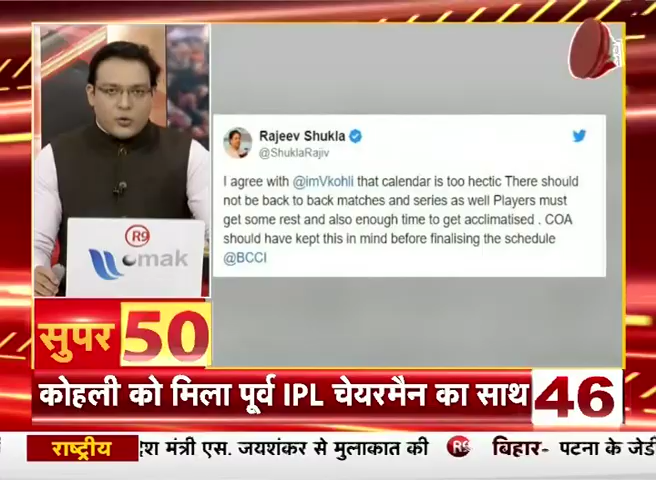 Rajeev Shukla
@ShuklaRajiv
I agree with @imVkohli that calendar is too hectic There should
not be back to back matches and series as well Players must
get some rest and also enough time to get acclimatised . COA
should have kept this in mind before finalising the schedule
@BCCI
R9
omak
सुपर 50
कोहली को मिला पूर्व IPL चेयरमैन का साथ 46
राष्ट्रीय मंत्री एस. जयशंकर से मुलाकात की R9 बिहार- पटना के